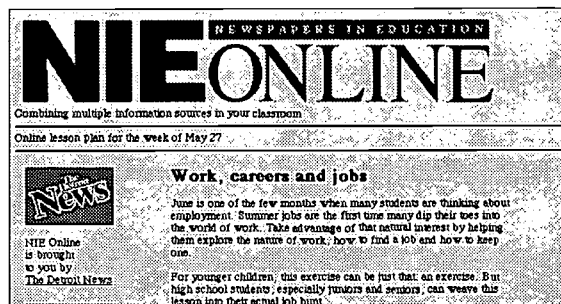 NEWSPAPERS IN EDUCATION
NIE ONLINE
Combining multiple information sources in your classroom
Online lesson plan for the week of May 27
The Detroit News
NIE Online
is brought
to you by
The Detroit News
Work, careers and jobs
June is one of the few months when many students are thinking about
employment. Summer jobs are the first time many dip their toes into
the world of work. Take advantage of that natural interest by helping
them explore the nature of work, how to find a job and how to keep
one.
For younger children, this exercise can be just that: an exercise. But
high school students, especially juniors and seniors, can weave this
lesson into their actual job hunt.